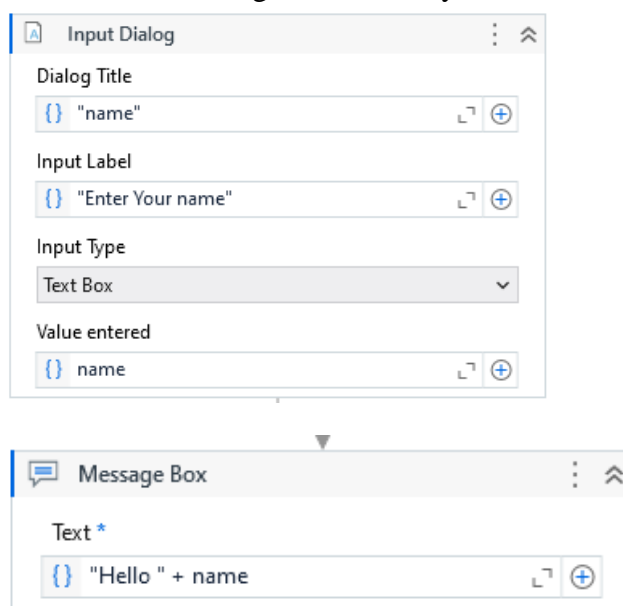 Input Dialog
Dialog Title
{} "name"
Input Label
{} "Enter Your name"
Input Type
Text Box
Value entered
{} name
Message Box
Text *
{} "Hello " + name